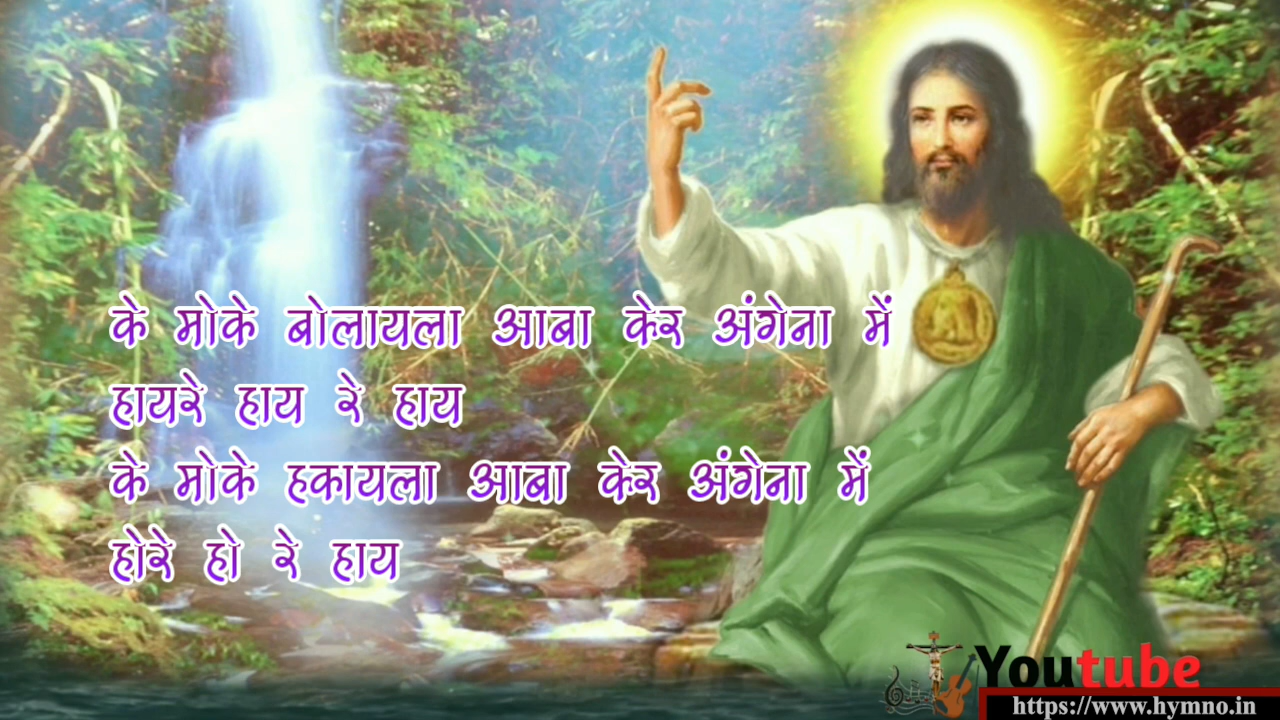 के मोके बोलायला आबा केर अंगेना में
हायरे हाय रे हाय
के मोके हकायला आबा केर अंगेना में
होरे हो रे हाय
Youtube
https://www.hymno.in